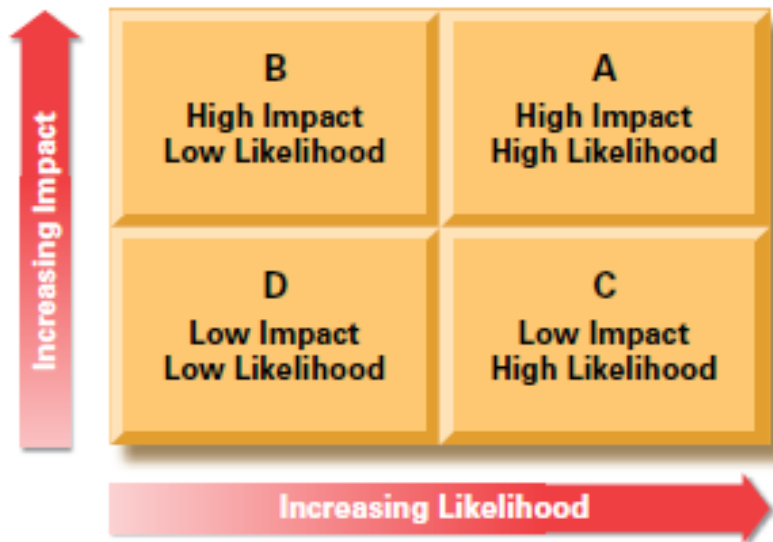 Increasing Impact
B
High Impact
Low Likelihood
A
High Impact
High Likelihood
D
Low Impact
Low Likelihood
C
Low Impact
High Likelihood
Increasing Likelihood